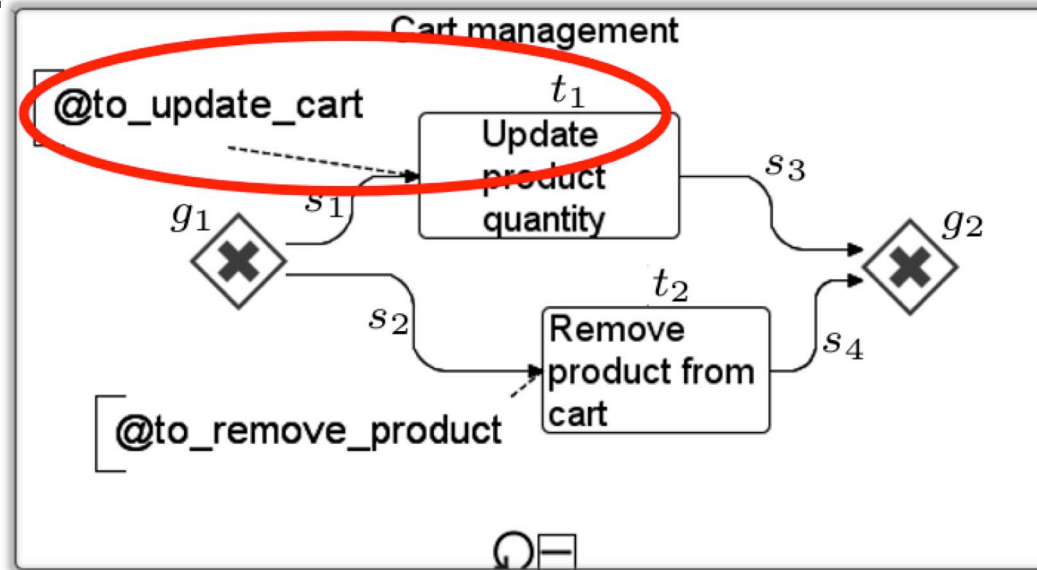 Cart management
@to_update_cart
t1
Update
product
quantity
s1
s3
g1
g2
s2
t2
Remove
product from
cart
s4
@to_remove_product